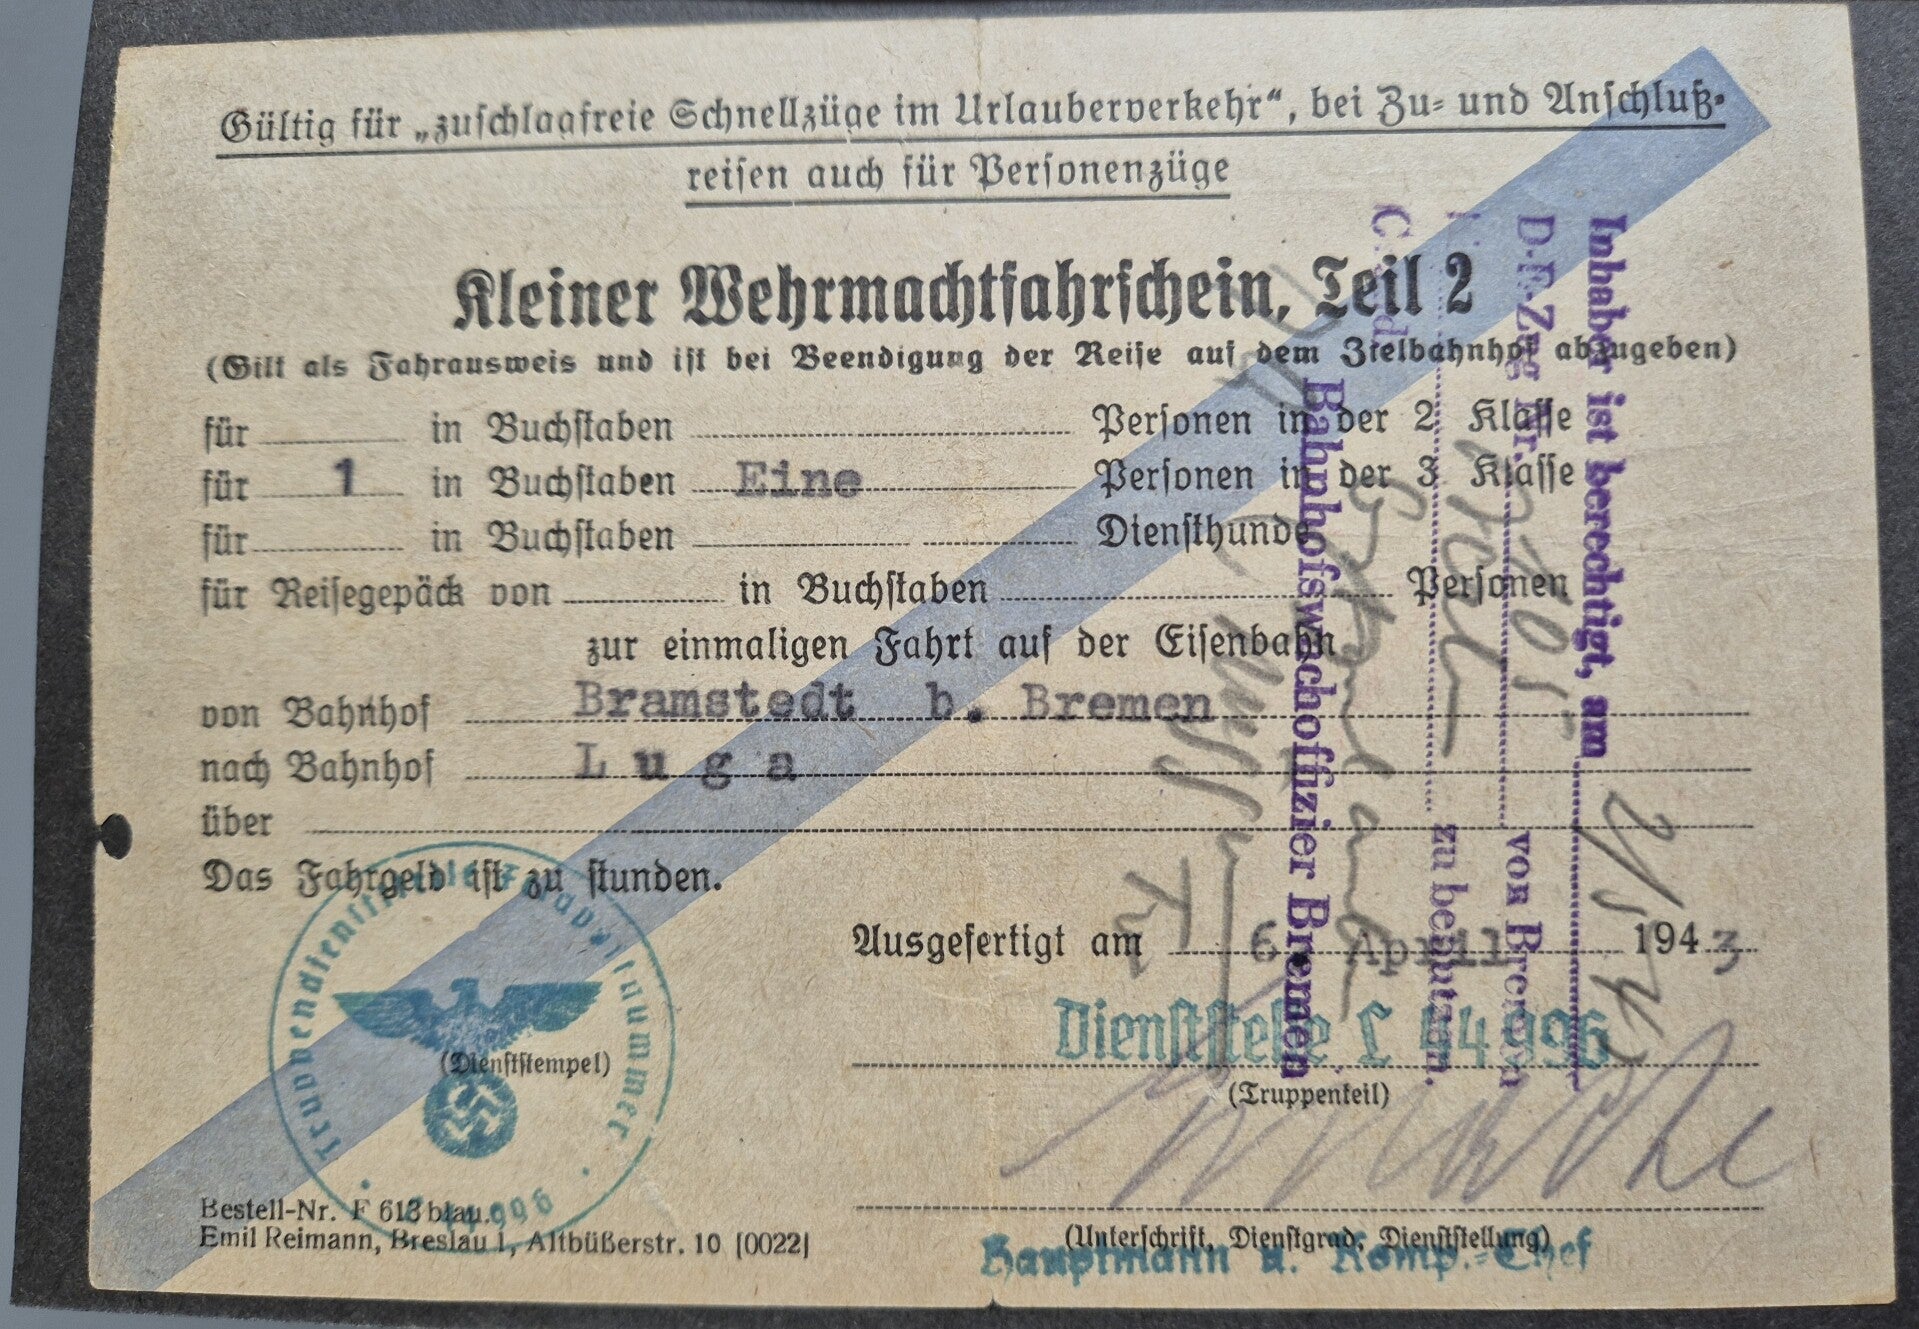 Gültig für „zuschlagfreie Schnellzüge im Urlauberverkehr“, bei Zu- und Anschluß-
reisen auch für Personenzüge
Kleiner Wehrmachtfahrschein, Teil 2
(Gilt als Fahrausweis und ist bei Beendigung der Reise auf dem Zielbahnhof abzugeben)
für in Buchstaben Personen in der 2 Klasse
für 1 in Buchstaben Eine Personen in der 3 Klasse
für in Buchstaben Diensthunde
für Reisegepäck von in Buchstaben Personen
zur einmaligen Fahrt auf der Eisenbahn
von Bahnhof Bramstedt b. Bremen
nach Bahnhof Luga
über
Das Fahrgeld ist zu stunden.
Ausgefertigt am 6. April 1943
Dienststelle L 44996
(Truppenteil)
(Dienststempel)
(Unterschrift, Dienstgrad, Dienststellung)
Hauptmann u. Komp.-Chef
Bestell-Nr. F 613 blau.
Emil Reimann, Breslau 1, Altbüßerstr. 10 [0022]
Inhaber ist berechtigt, am
D.F.Zug Nr. von Bremen
zu benutzen.
Bahnhofswachoffizier Bremen